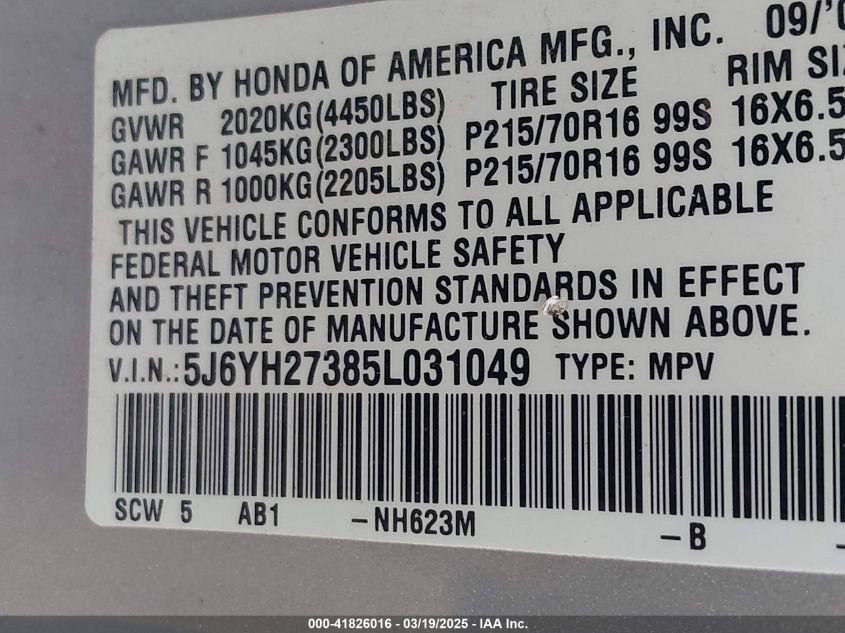 MFD. BY HONDA OF AMERICA MFG., INC. 09/'0
GVWR 2020KG(4450LBS) TIRE SIZE RIM SI
GAWR F 1045KG(2300LBS) P215/70R16 99S 16X6.5
GAWR R 1000KG(2205LBS) P215/70R16 99S 16X6.5
THIS VEHICLE CONFORMS TO ALL APPLICABLE
FEDERAL MOTOR VEHICLE SAFETY
AND THEFT PREVENTION STANDARDS IN EFFECT
ON THE DATE OF MANUFACTURE SHOWN ABOVE.
V.I.N.:5J6YH27385L031049 TYPE: MPV
SCW 5 AB1 -NH623M -B -
000-41826016 - 03/19/2025 - IAA Inc.